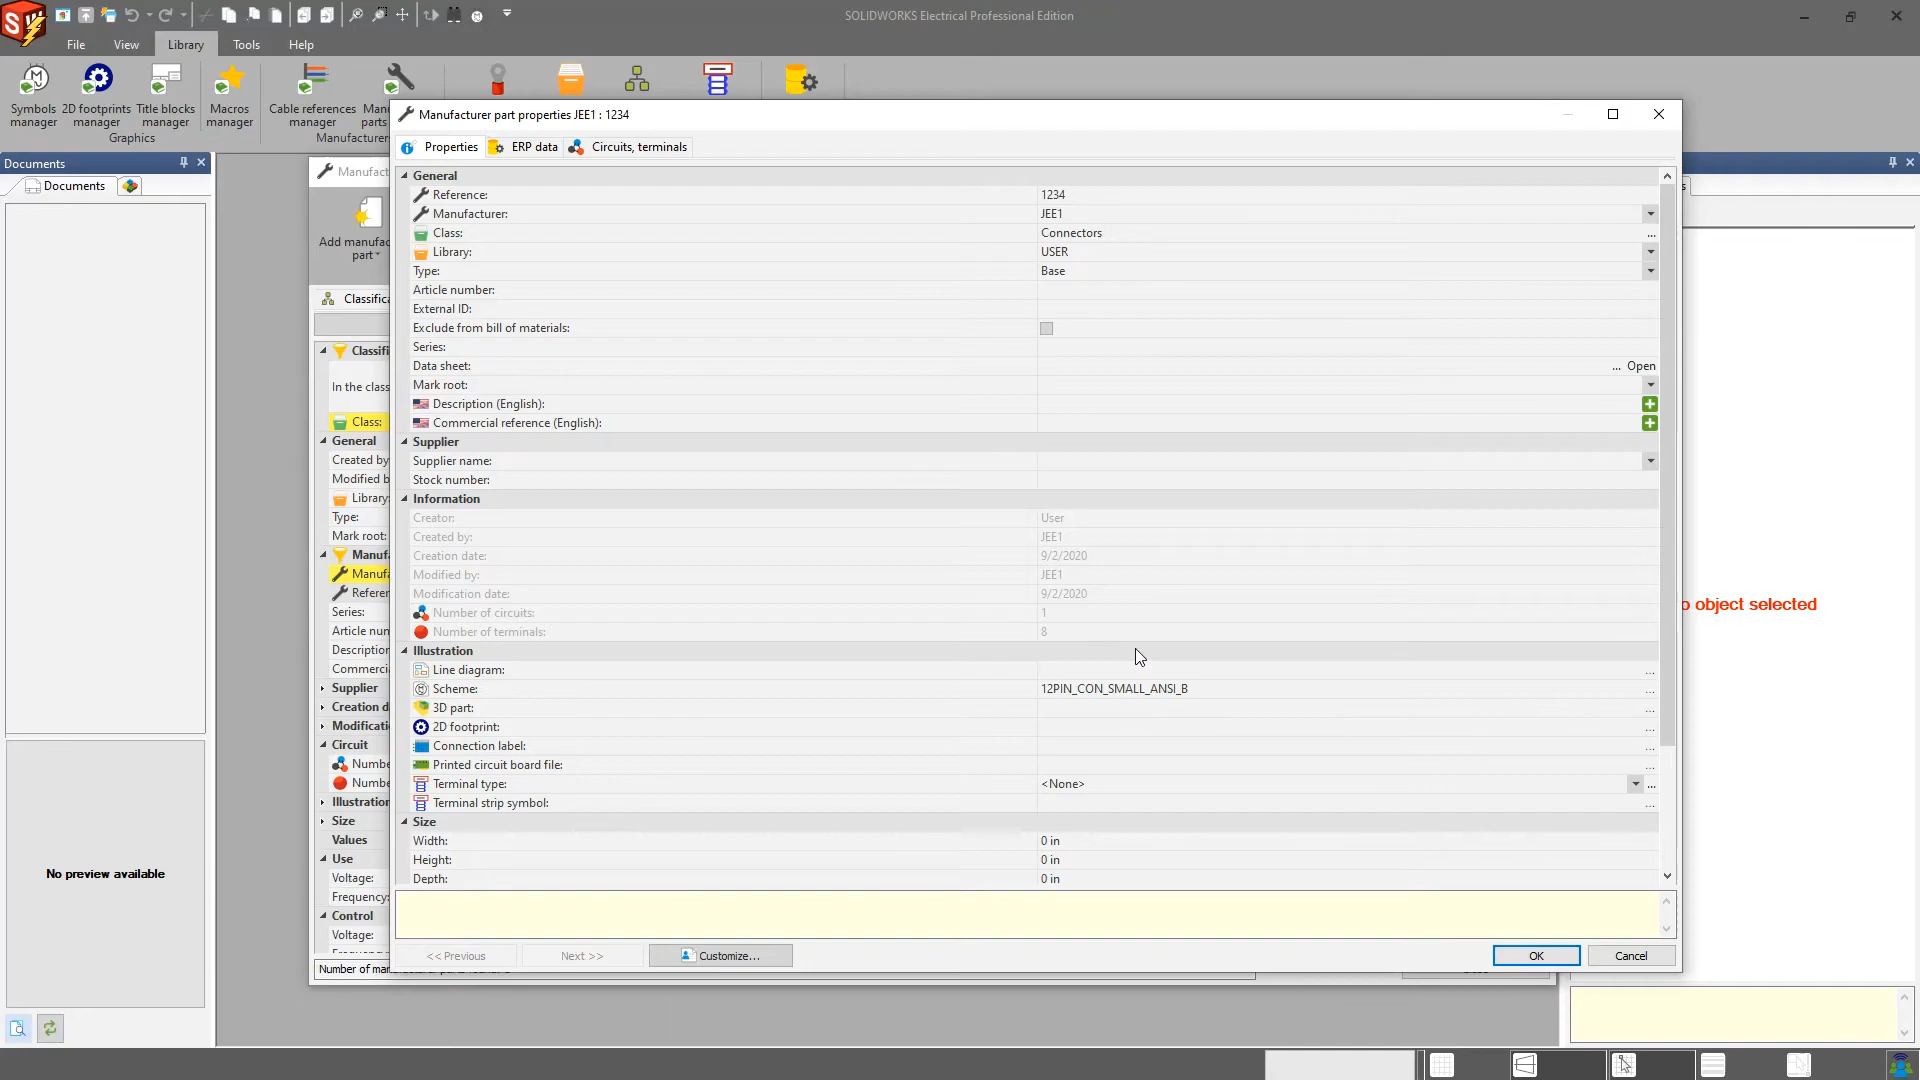 SOLIDWORKS Electrical Professional Edition
File View Library Tools Help
Symbols manager
2D footprints manager
Title blocks manager
Macros manager
Cable references manager
Graphics
Manufacturer part properties JEE1 : 1234
Properties
ERP data
Circuits, terminals
Documents
Documents
Add manufac
part
General
Reference: 1234
Manufacturer: JEE1
Class: Connectors ...
Library: USER
Type: Base
Article number:
External ID:
Exclude from bill of materials:
Series:
Data sheet: ... Open
Mark root:
Description (English):
Commercial reference (English):
Supplier
Supplier name:
Stock number:
Information
Creator: User
Created by: JEE1
Creation date: 9/2/2020
Modified by: JEE1
Modification date: 9/2/2020
Number of circuits: 1
Number of terminals: 8
Illustration
Line diagram: ...
Scheme: 12PIN_CON_SMALL_ANSI_B ...
3D part: ...
2D footprint: ...
Connection label: ...
Printed circuit board file: ...
Terminal type: <None> ...
Terminal strip symbol: ...
Size
Width: 0 in
Height: 0 in
Depth: 0 in
<< Previous
Next >>
Customize...
OK
Cancel
Manufact
Classifica
Classifi
In the class
Class:
General
Created by
Modified b
Library
Type:
Mark root:
Manufa
Manufa
Referen
Series:
Article num
Description
Commerci
Supplier
Creation d
Modificati
Circuit
Numbe
Numbe
Illustration
Size
Values
Use
Voltage:
Frequency:
Control
Voltage:
Number of ma
o object selected
No preview available